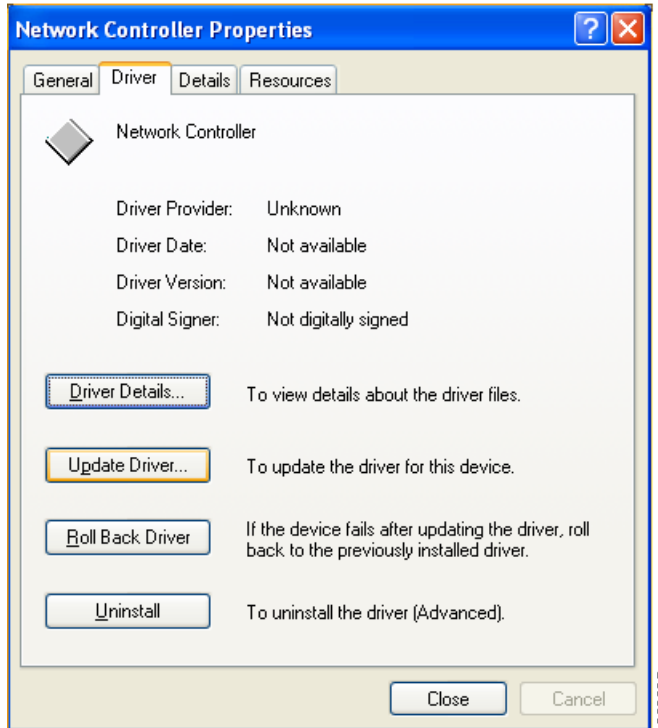 Network Controller Properties
General Driver Details Resources
Network Controller
Driver Provider: Unknown
Driver Date: Not available
Driver Version: Not available
Digital Signer: Not digitally signed
Driver Details... To view details about the driver files.
Update Driver... To update the driver for this device.
Roll Back Driver If the device fails after updating the driver, roll
back to the previously installed driver.
Uninstall To uninstall the driver (Advanced).
Close Cancel